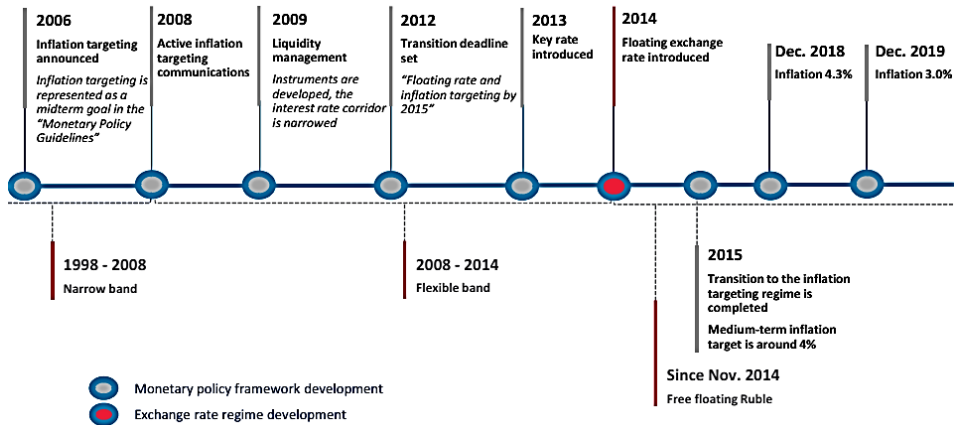 2006
Inflation targeting
announced
Inflation targeting is
represented as a
midterm goal in the
“Monetary Policy
Guidelines”
2008
Active inflation
targeting
communications
2009
Liquidity
management
Instruments are
developed, the
interest rate corridor
is narrowed
2012
Transition deadline
set
“Floating rate and
inflation targeting by
2015”
2013
Key rate
introduced
2014
Floating exchange
rate introduced
Dec. 2018
Inflation 4.3%
Dec. 2019
Inflation 3.0%
1998 - 2008
Narrow band
2008 - 2014
Flexible band
2015
Transition to the inflation
targeting regime is
completed
Medium-term inflation
target is around 4%
Since Nov. 2014
Free floating Ruble
Monetary policy framework development
Exchange rate regime development